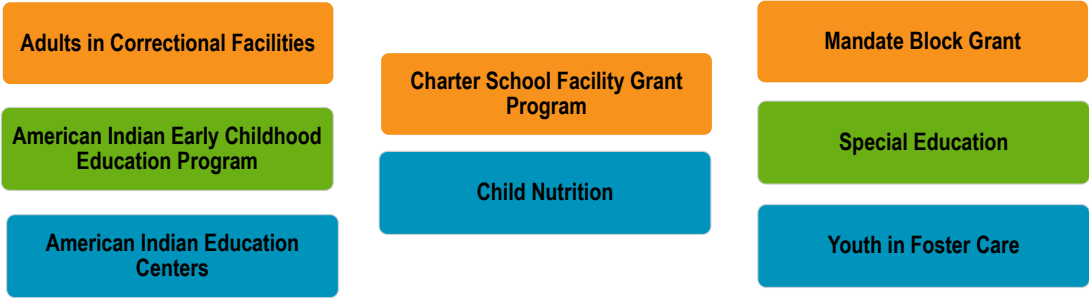 Adults in Correctional Facilities
American Indian Early Childhood
Education Program
American Indian Education
Centers
Charter School Facility Grant
Program
Child Nutrition
Mandate Block Grant
Special Education
Youth in Foster Care